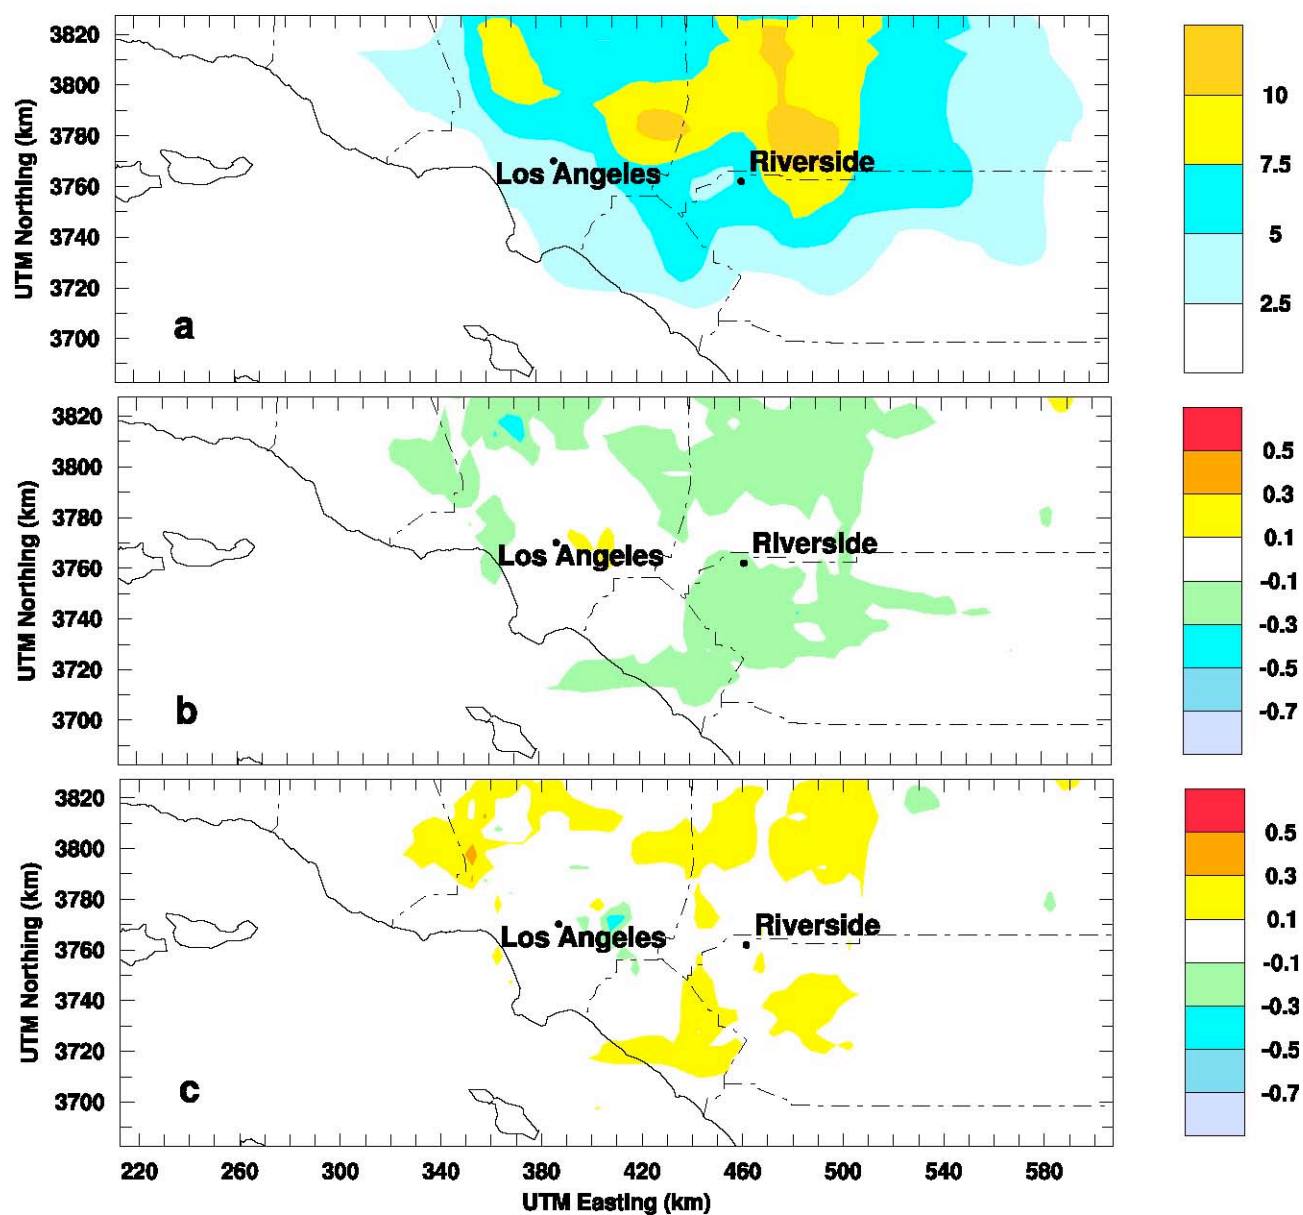 3820
3800
3780
3760
3740
3720
3700
UTM Northing (km)
Los Angeles
Riverside
a
10
7.5
5
2.5
3820
3800
3780
3760
3740
3720
3700
UTM Northing (km)
Los Angeles
Riverside
b
0.5
0.3
0.1
-0.1
-0.3
-0.5
-0.7
3820
3800
3780
3760
3740
3720
3700
UTM Northing (km)
Los Angeles
Riverside
c
0.5
0.3
0.1
-0.1
-0.3
-0.5
-0.7
220 260 300 340 380 420 460 500 540 580
UTM Easting (km)